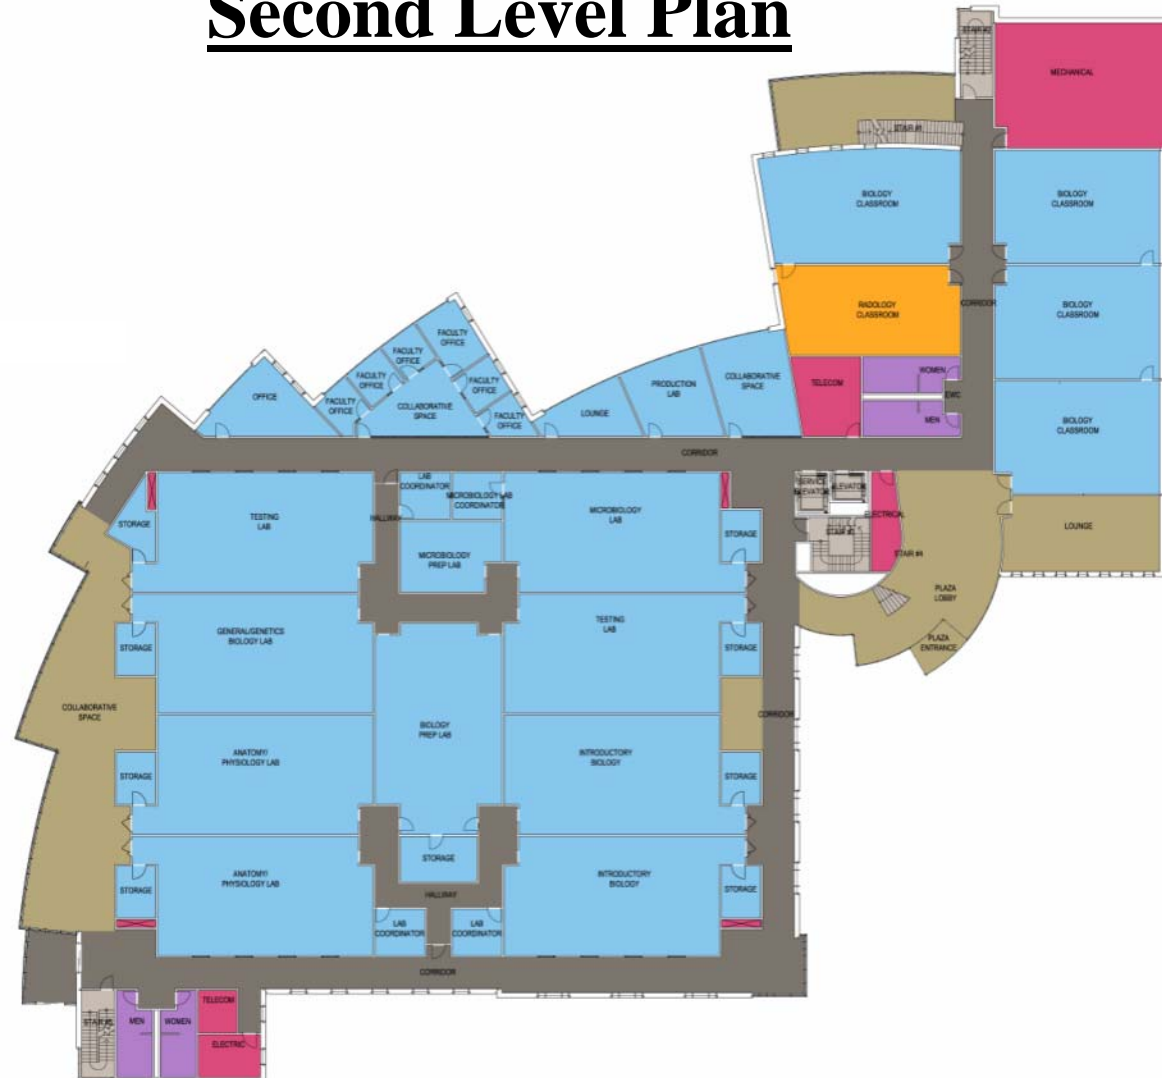 Second Level Plan
STAIR #2
MECHANICAL
STAIR #1
BIOLOGY
CLASSROOM
BIOLOGY
CLASSROOM
RADOLOGY
CLASSROOM
CORRIDOR
BIOLOGY
CLASSROOM
FACULTY
OFFICE
FACULTY
OFFICE
FACULTY
OFFICE
FACULTY
OFFICE
FACULTY
OFFICE
FACULTY
OFFICE
OFFICE
COLLABORATIVE
SPACE
LOUNGE
PRODUCTION
LAB
COLLABORATIVE
SPACE
TELECOM
WOMEN
EWC
MEN
BIOLOGY
CLASSROOM
CORRIDOR
STORAGE
TESTING
LAB
HALLWAY
LAB
COORDINATOR
MICROBIOLOGY LAB
COORDINATOR
MICROBIOLOGY
PREP LAB
MICROBIOLOGY
LAB
STORAGE
SERVICE
ELEVATOR
ELEVATOR
ELECTRICAL
STAIR #4
LOUNGE
PLAZA
LOBBY
PLAZA
ENTRANCE
STORAGE
GENERAL/GENETICS
BIOLOGY LAB
TESTING
LAB
STORAGE
COLLABORATIVE
SPACE
CORRIDOR
ANATOMY/
PHYSIOLOGY LAB
BIOLOGY
PREP LAB
INTRODUCTORY
BIOLOGY
STORAGE
STORAGE
ANATOMY/
PHYSIOLOGY LAB
STORAGE
INTRODUCTORY
BIOLOGY
STORAGE
STORAGE
HALLWAY
LAB
COORDINATOR
LAB
COORDINATOR
CORRIDOR
MEN
WOMEN
TELECOM
ELECTRIC